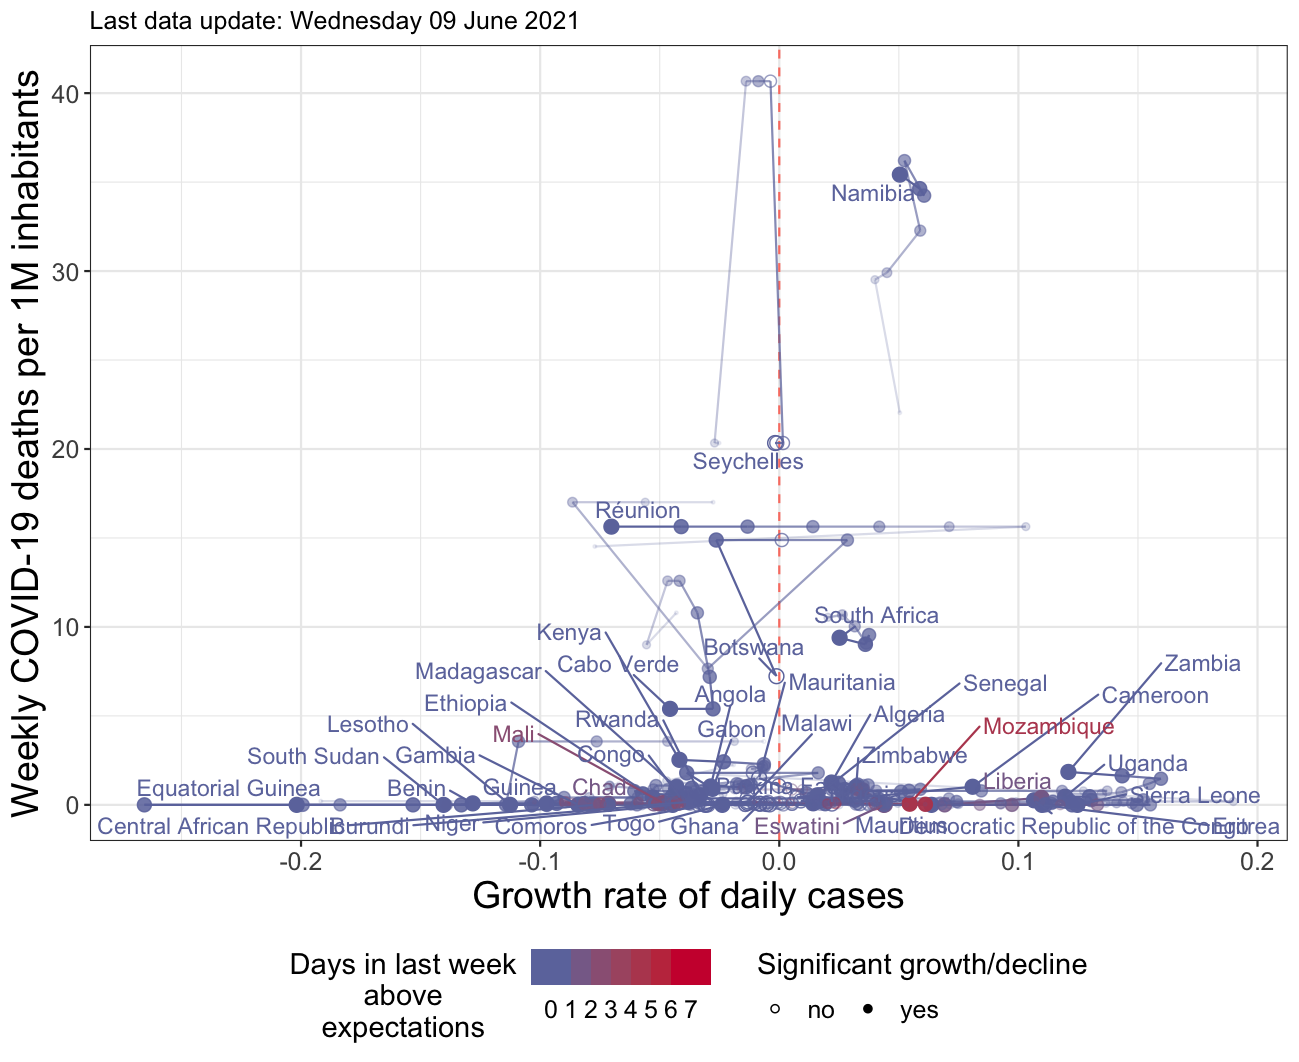 Last data update: Wednesday 09 June 2021
Weekly COVID-19 deaths per 1M inhabitants
40
30
20
10
0
Namibia
Seychelles
Réunion
South Africa
Kenya
Botswana
Cabo Verde
Zambia
Madagascar
Mauritania
Senegal
Angola
Cameroon
Ethiopia
Rwanda
Algeria
Lesotho
Malawi
Mozambique
Mali
Gabon
South Sudan
Gambia
Congo
Zimbabwe
Uganda
Equatorial Guinea
Benin
Guinea
Chad
Liberia
Sierra Leone
Central African Republic
Burundi
Niger
Comoros
Togo
Ghana
Eswatini
Mauritius
Democratic Republic of the Congo
Eritrea
-0.2
-0.1
0.0
0.1
0.2
Growth rate of daily cases
Days in last week
above
expectations
0 1 2 3 4 5 6 7
Significant growth/decline
no
yes